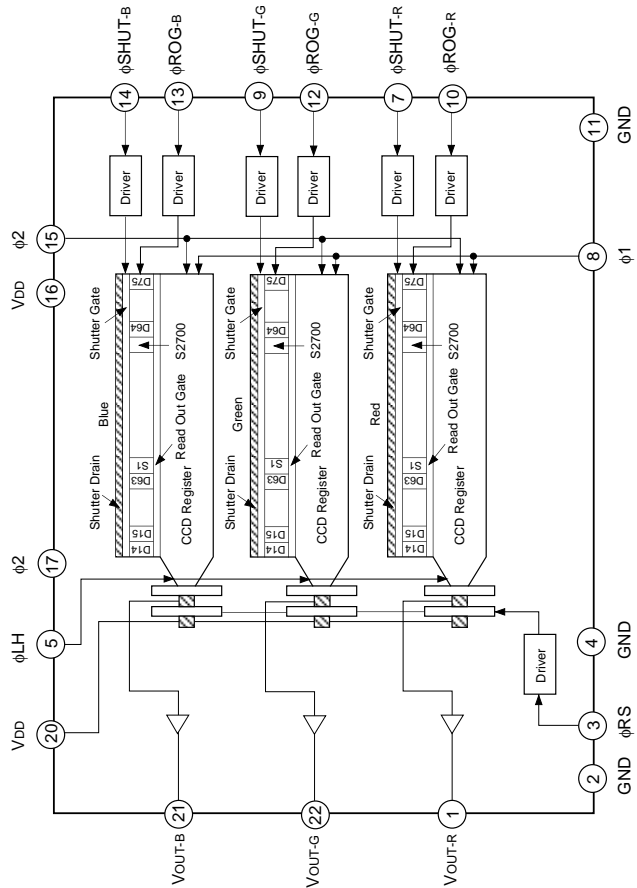 φSHUT-B
φROG-B
φSHUT-G
φROG-G
φSHUT-R
φROG-R
14
13
9
12
7
10
11
GND
Driver
Driver
Driver
Driver
Driver
Driver
φ2
15
VDD
16
φ1
8
D75
Shutter Gate
D64
S2700
Blue
Read Out Gate
S1
D63
Shutter Drain
CCD Register
D15
D14
D75
Shutter Gate
D64
S2700
Green
Read Out Gate
S1
D63
Shutter Drain
CCD Register
D15
D14
D75
Shutter Gate
D64
S2700
Red
Read Out Gate
S1
D63
Shutter Drain
CCD Register
D15
D14
φ2
17
φLH
5
VDD
20
4
GND
Driver
3
φRS
2
GND
21
22
1
VOUT-B
VOUT-G
VOUT-R